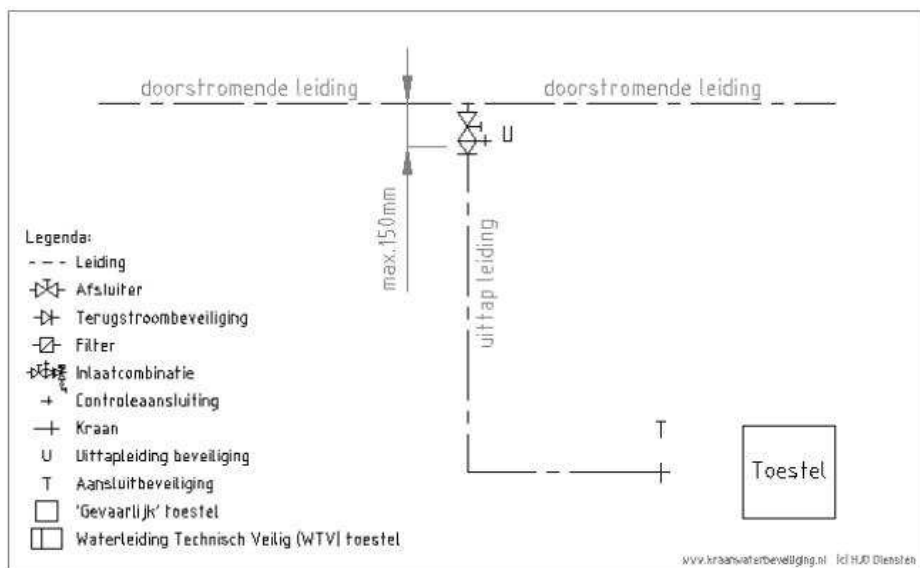 doorstromende leiding
doorstromende leiding
U
max.150mm
uittap leiding
T
Toestel
Legenda:
Leiding
Afsluiter
Terugstroombeveiliging
Filter
Inlaatcombinatie
Controleaansluiting
Kraan
U Uittapleiding beveiliging
T Aansluitbeveiliging
'Gevaarlijk' toestel
Waterleiding Technisch Veilig (WTV) toestel
www.kraanwaterbeveiliging.nl (c) HJD Diensten